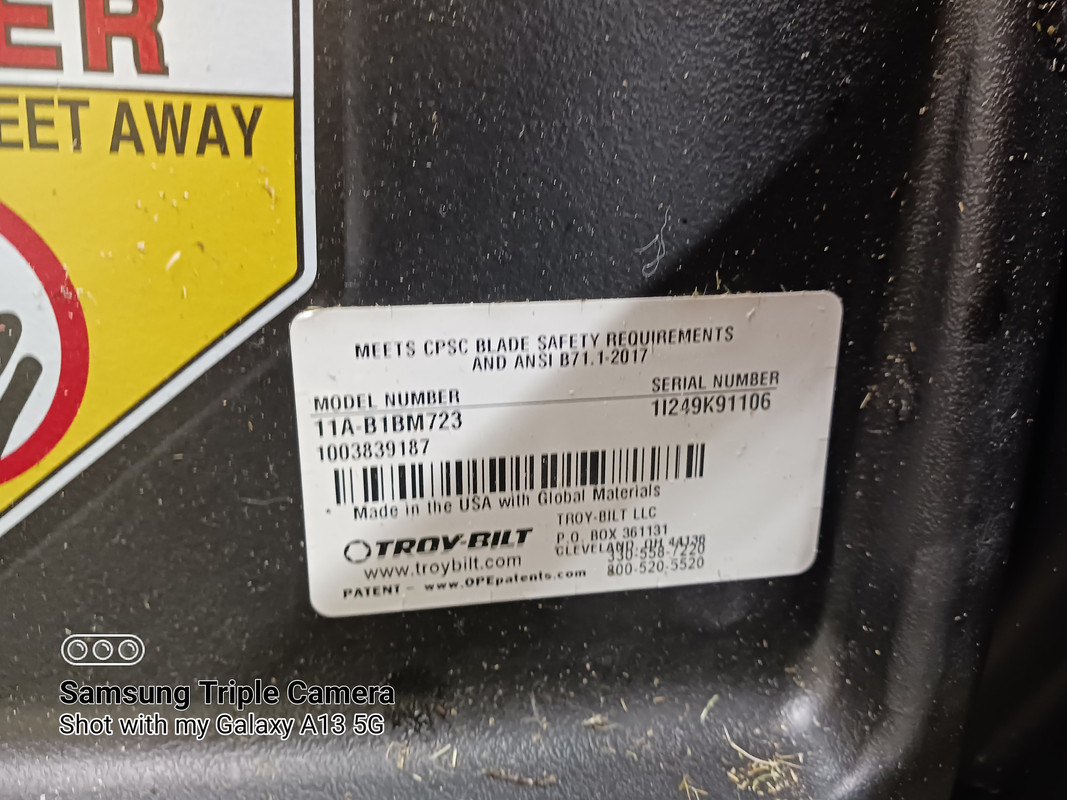 ER
EET AWAY
MEETS CPSC BLADE SAFETY REQUIREMENTS
AND ANSI B71.1-2017
MODEL NUMBER
SERIAL NUMBER
11A-B1BM723
1I249K91106
1003839187
Made in the USA with Global Materials
TROY-BILT
www.troybilt.com
PATENT - www.OPEpatents.com
TROY-BILT LLC
P.O. BOX 361131
CLEVELAND, OH 44136
330-558-7220
800-520-5520
Samsung Triple Camera
Shot with my Galaxy A13 5G